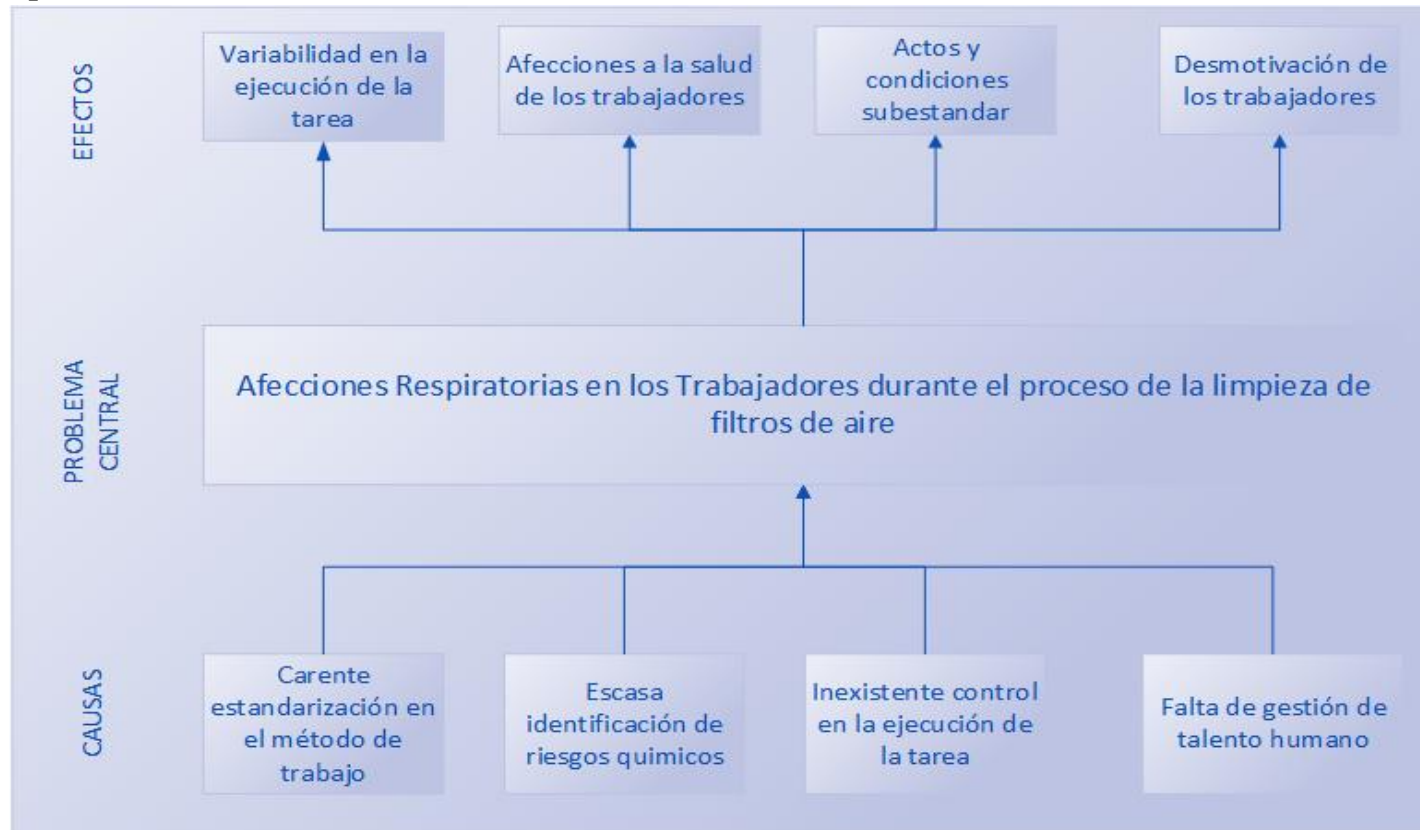 EFECTOS
Variabilidad en la
ejecución de la
tarea
Afecciones a la salud
de los trabajadores
Actos y
condiciones
subestandar
Desmotivación de
los trabajadores
PROBLEMA
CENTRAL
Afecciones Respiratorias en los Trabajadores durante el proceso de la limpieza de
filtros de aire
CAUSAS
Carente
estandarización en
el método de
trabajo
Escasa
identificación de
riesgos quimicos
Inexistente control
en la ejecución de
la tarea
Falta de gestión de
talento humano